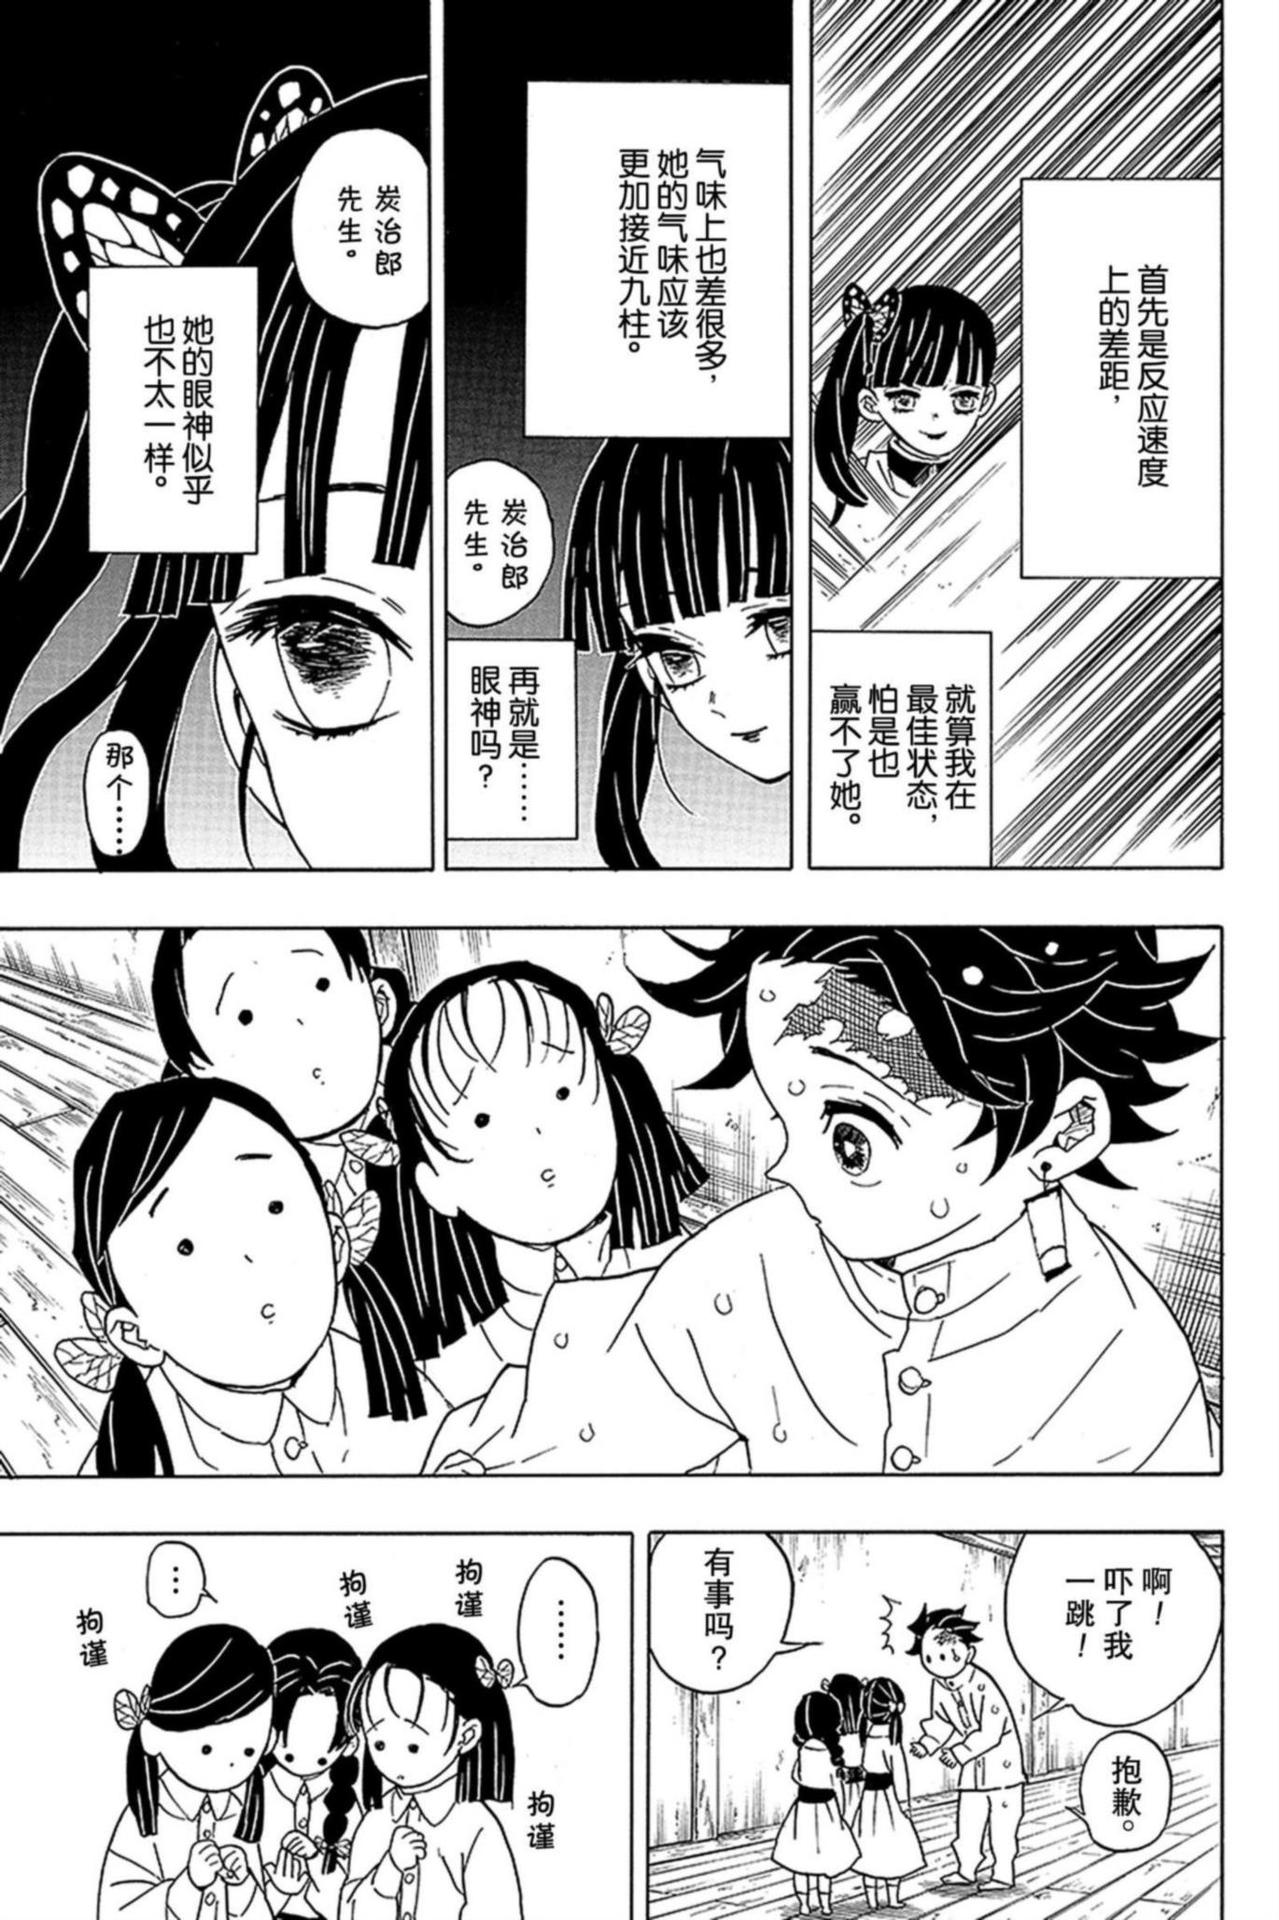 首先是反应速度
上的差距，
就算我在
最佳状态，
怕是也
赢不了她。
气味上也差很多，
她的气味应该
更加接近九柱。
炭治郎
先生。
再就是……
眼神吗？
炭治郎
先生。
她的眼神似乎
也不太一样。
那个……
啊！
吓了我
一跳！
有事吗？
抱歉。
……
拘谨
拘谨
…
拘谨
拘谨